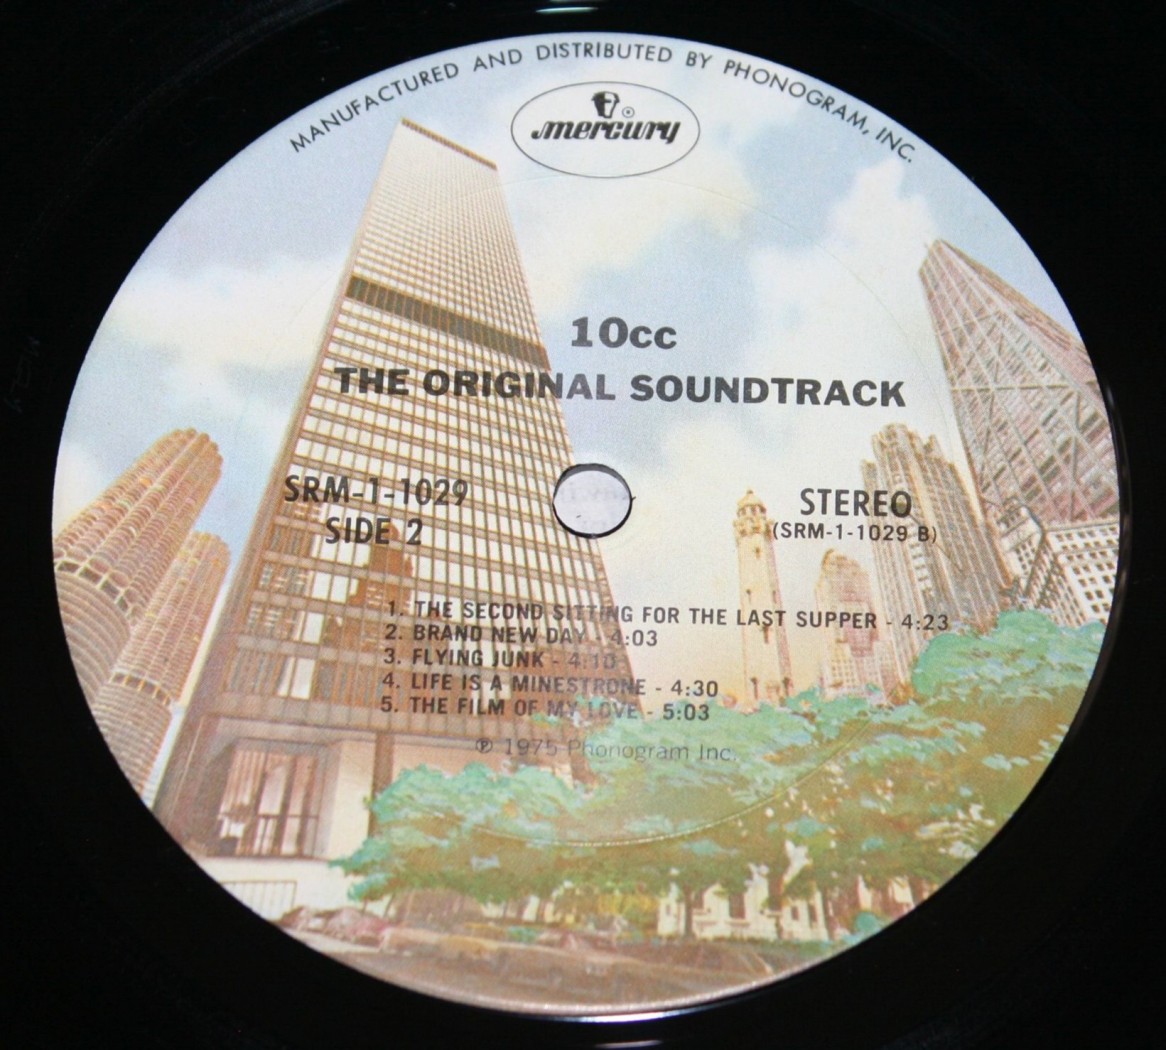 MANUFACTURED AND DISTRIBUTED BY PHONOGRAM, INC.
® mercury
10cc
THE ORIGINAL SOUNDTRACK
SRM-1-1029
SIDE 2
STEREO
(SRM-1-1029 B)
1. THE SECOND SITTING FOR THE LAST SUPPER - 4:23
2. BRAND NEW DAY - 4:03
3. FLYING JUNK - 4:10
4. LIFE IS A MINESTRONE - 4:30
5. THE FILM OF MY LOVE - 5:03
℗ 1975 Phonogram Inc.